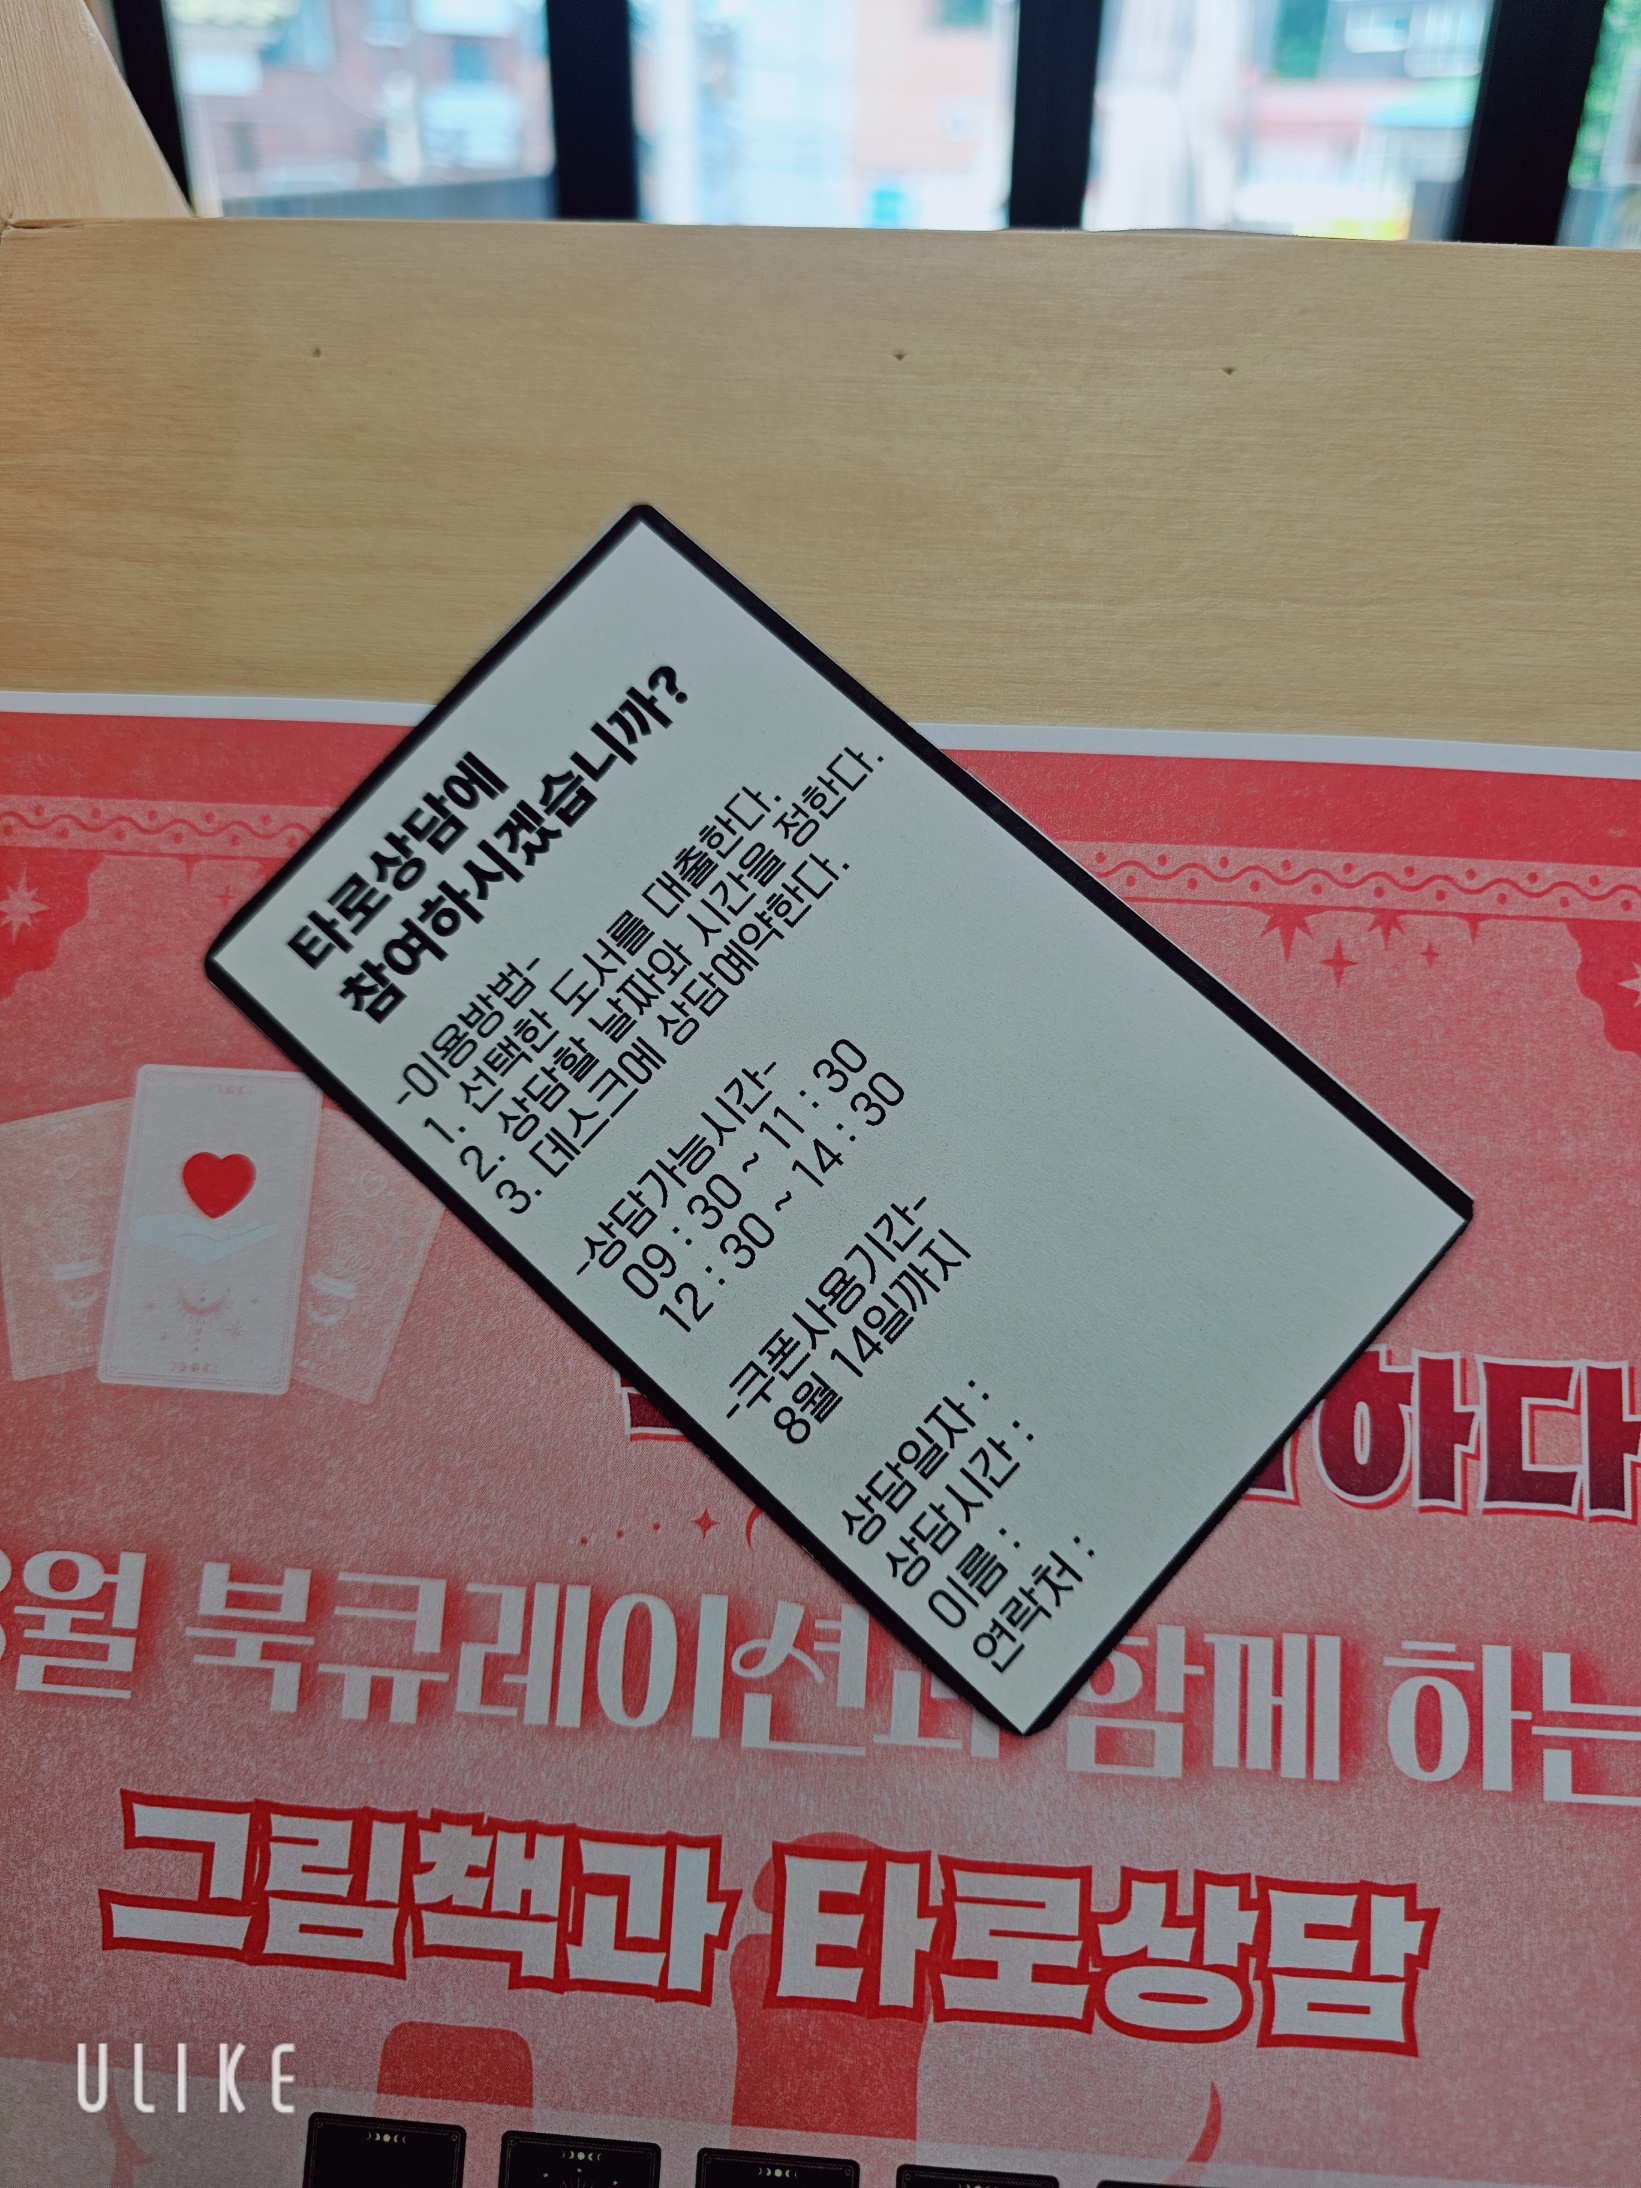 타로상담에
참여하시겠습니까?
-이용방법-
1. 선택한 도서를 대출한다.
2. 상담할 날짜와 시간을 정한다.
3. 데스크에 상담예약한다.
-상담가능시간-
09 : 30 ~ 11 : 30
12 : 30 ~ 14 : 30
-쿠폰사용기간-
8월 14일까지
상담일자 :
상담시간 :
이름 :
연락처 :
하다
8월 북큐레이션과 함께 하는
그림책과 타로상담
ULIKE